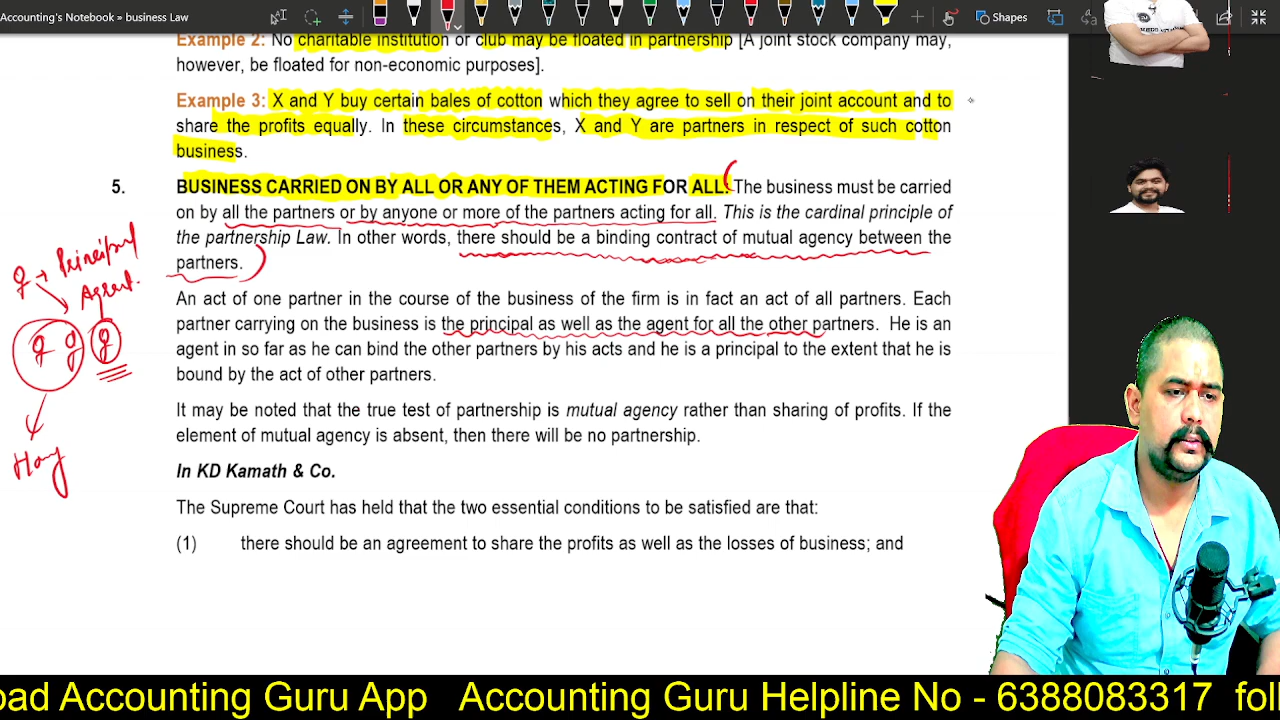 Accounting's Notebook » business Law
Shapes
Example 2: No charitable institution or club may be floated in partnership [A joint stock company may,
however, be floated for non-economic purposes].
Example 3: X and Y buy certain bales of cotton which they agree to sell on their joint account and to
share the profits equally. In these circumstances, X and Y are partners in respect of such cotton
business.
5. BUSINESS CARRIED ON BY ALL OR ANY OF THEM ACTING FOR ALL: The business must be carried
on by all the partners or by anyone or more of the partners acting for all. This is the cardinal principle of
the partnership Law. In other words, there should be a binding contract of mutual agency between the
partners.
Principal
Agent.
An act of one partner in the course of the business of the firm is in fact an act of all partners. Each
partner carrying on the business is the principal as well as the agent for all the other partners. He is an
agent in so far as he can bind the other partners by his acts and he is a principal to the extent that he is
bound by the act of other partners.
It may be noted that the true test of partnership is mutual agency rather than sharing of profits. If the
element of mutual agency is absent, then there will be no partnership.
In KD Kamath & Co.
The Supreme Court has held that the two essential conditions to be satisfied are that:
(1) there should be an agreement to share the profits as well as the losses of business; and
oad Accounting Guru App Accounting Guru Helpline No - 6388083317 fol